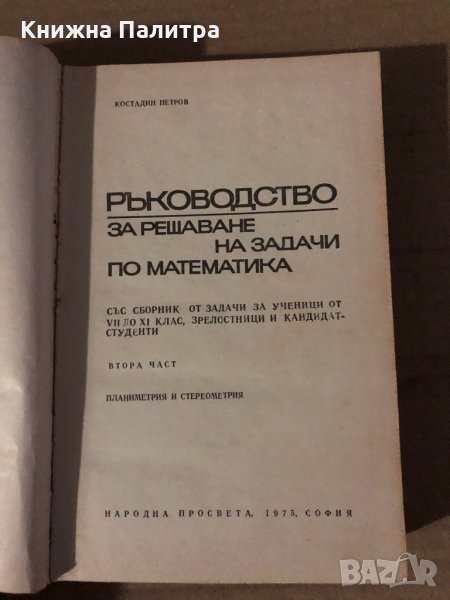 Книжна Палитра
КОСТАДИН ПЕТРОВ
РЪКОВОДСТВО
ЗА РЕШАВАНЕ
НА ЗАДАЧИ
ПО МАТЕМАТИКА
СЪС СБОРНИК ОТ ЗАДАЧИ ЗА УЧЕНИЦИ ОТ
VII ДО XI КЛАС, ЗРЕЛОСТНИЦИ И КАНДИДАТ-
СТУДЕНТИ
ВТОРА ЧАСТ
ПЛАНИМЕТРИЯ И СТЕРЕОМЕТРИЯ
НАРОДНА ПРОСВЕТА, 1975, СОФИЯ
BAZAR